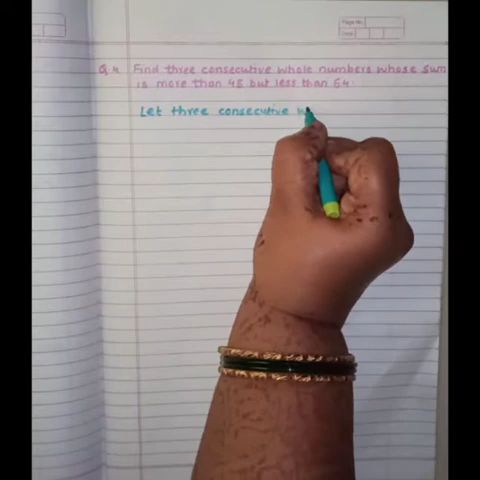 Page No.
Date
Q 4 Find three consecutive whole numbers whose sum
is more than 45 but less than 54.
Let three consecutive